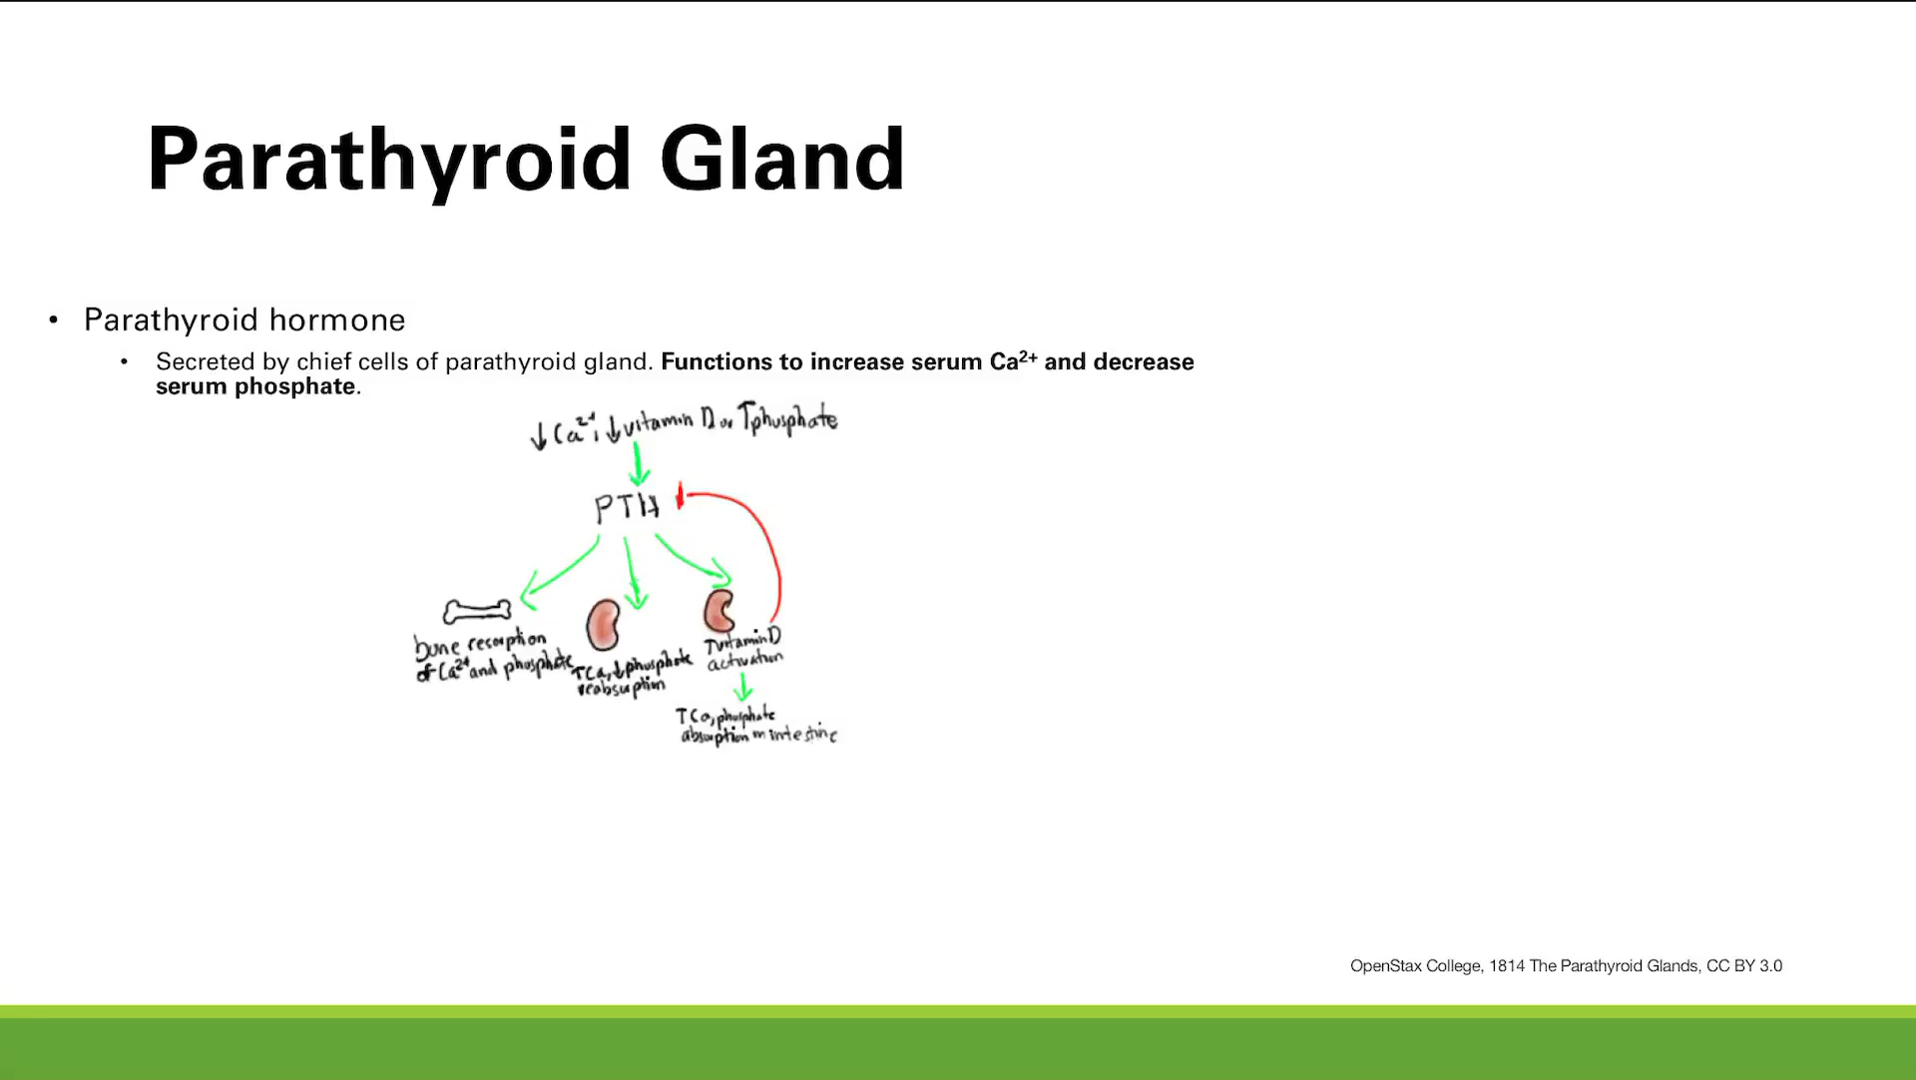 Parathyroid Gland
• Parathyroid hormone
• Secreted by chief cells of parathyroid gland. Functions to increase serum Ca²⁺ and decrease
serum phosphate.
↓Ca²⁺, ↓vitamin D or ↑phosphate
PTH
bone resorption
of Ca²⁺ and phosphate
↑Ca, ↓phosphate
reabsorption
↑vitamin D
activation
↑Ca, phosphate
absorption in intestine
OpenStax College, 1814 The Parathyroid Glands, CC BY 3.0